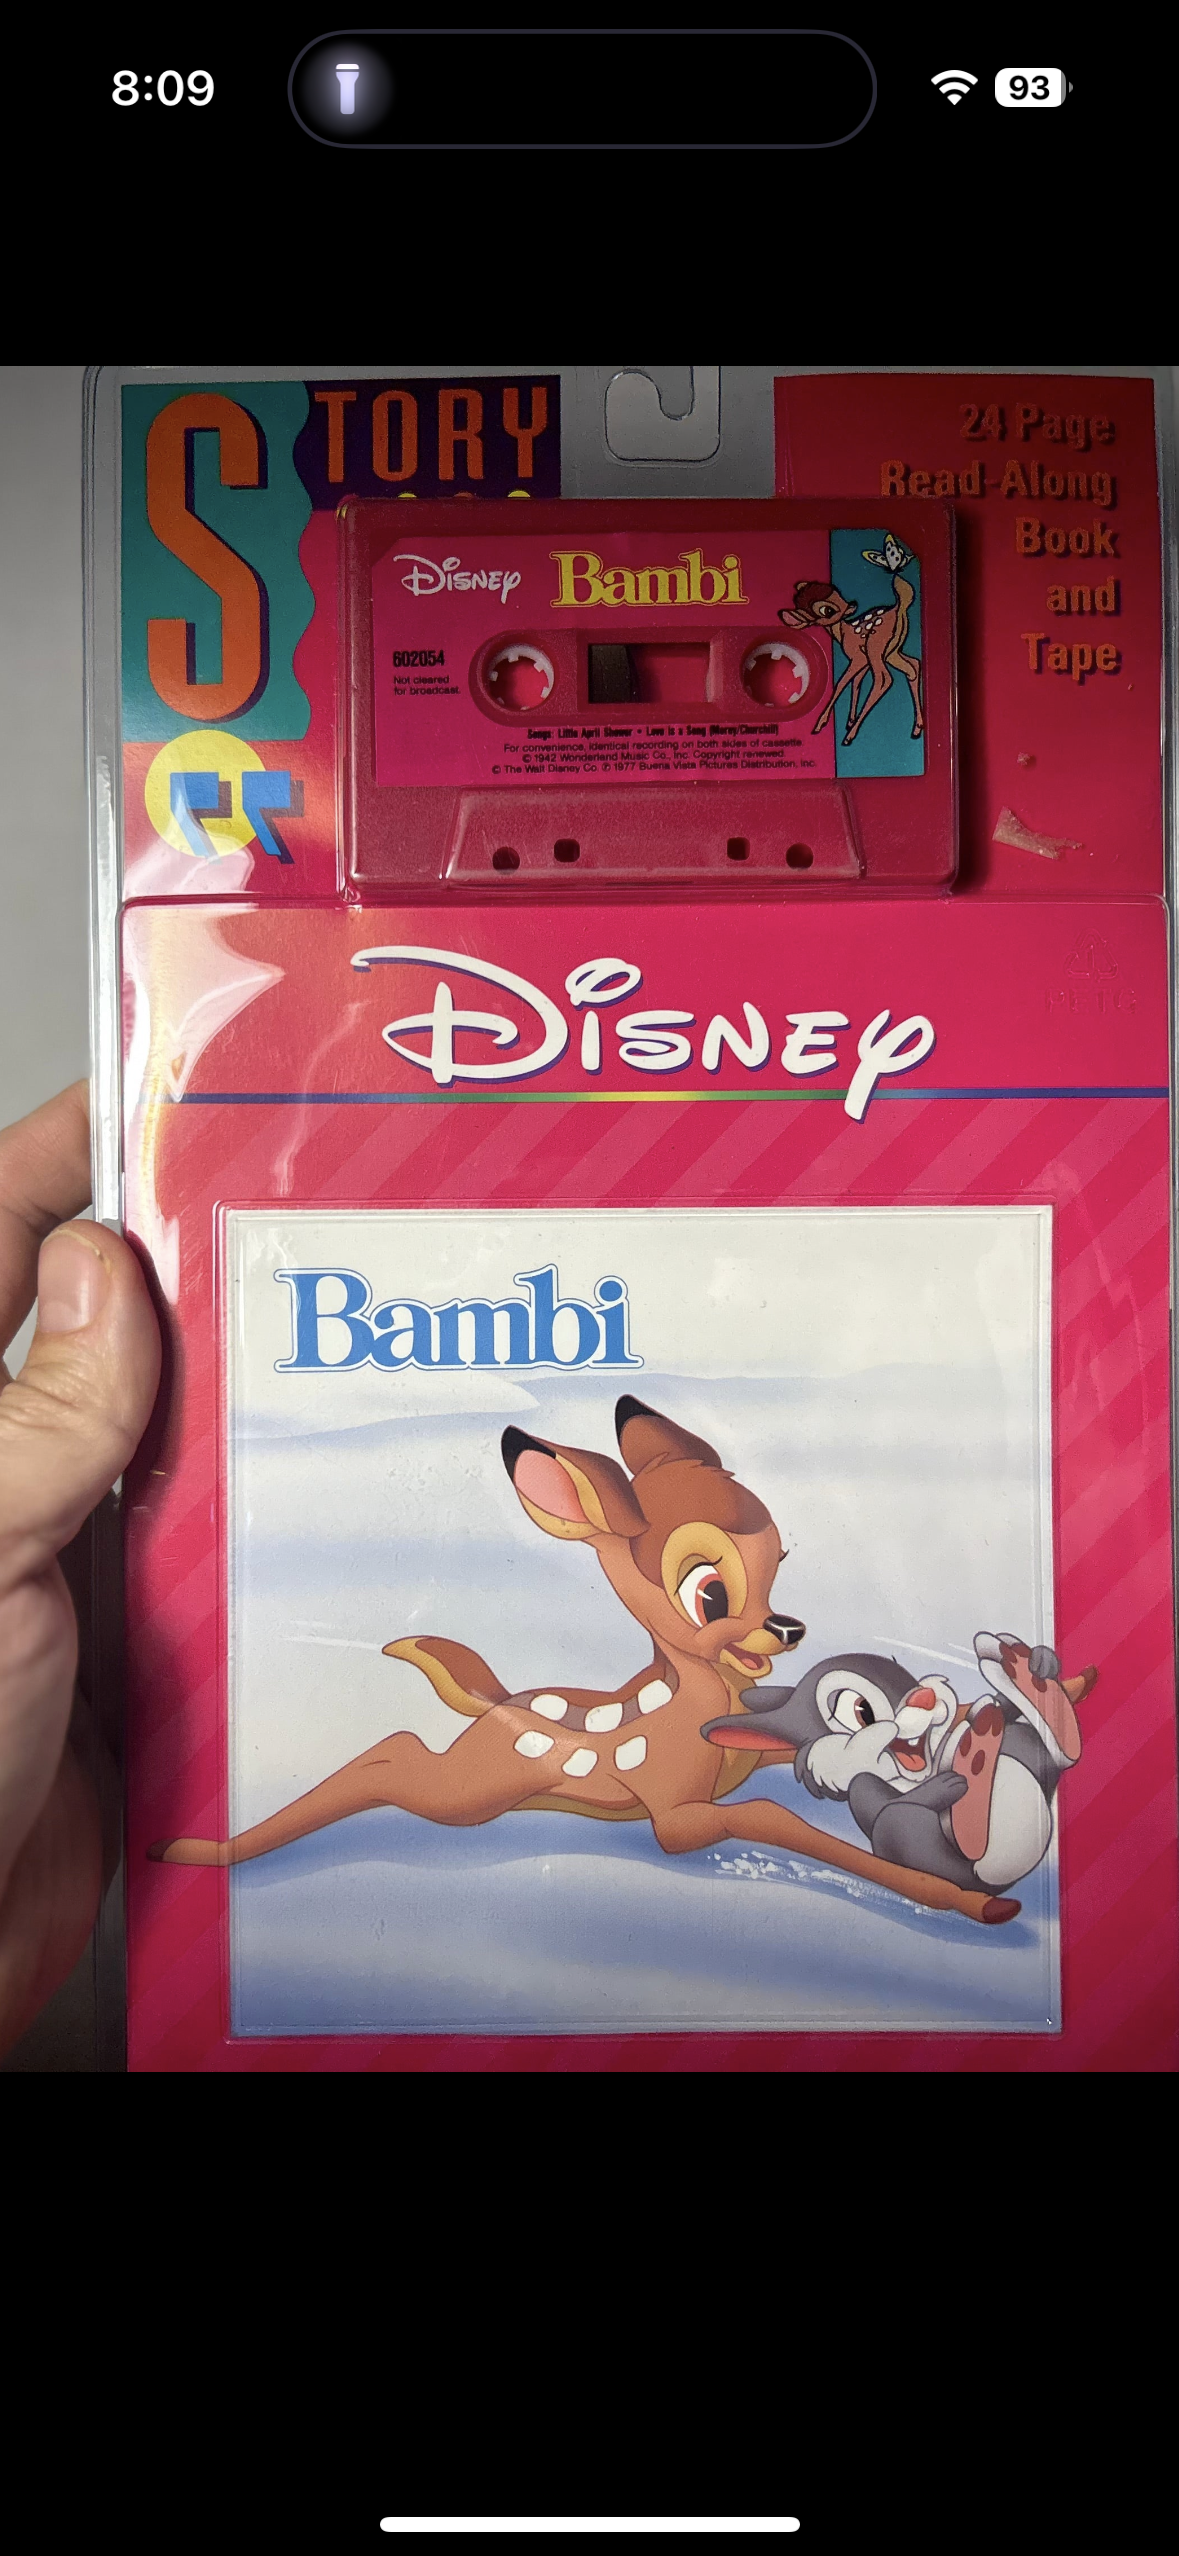 8:09
93
STORY
24 Page
Read-Along
Book
and
Tape
Disney Bambi
602054
Not cleared
for broadcast.
Songs: Little April Shower • Love is a Song (Morey/Churchill)
For convenience, identical recording on both sides of cassette
© 1942 Wonderland Music Co., Inc. Copyright renewed.
© The Walt Disney Co. ℗ 1977 Buena Vista Pictures Distribution, Inc.
Disney
PETG
Bambi